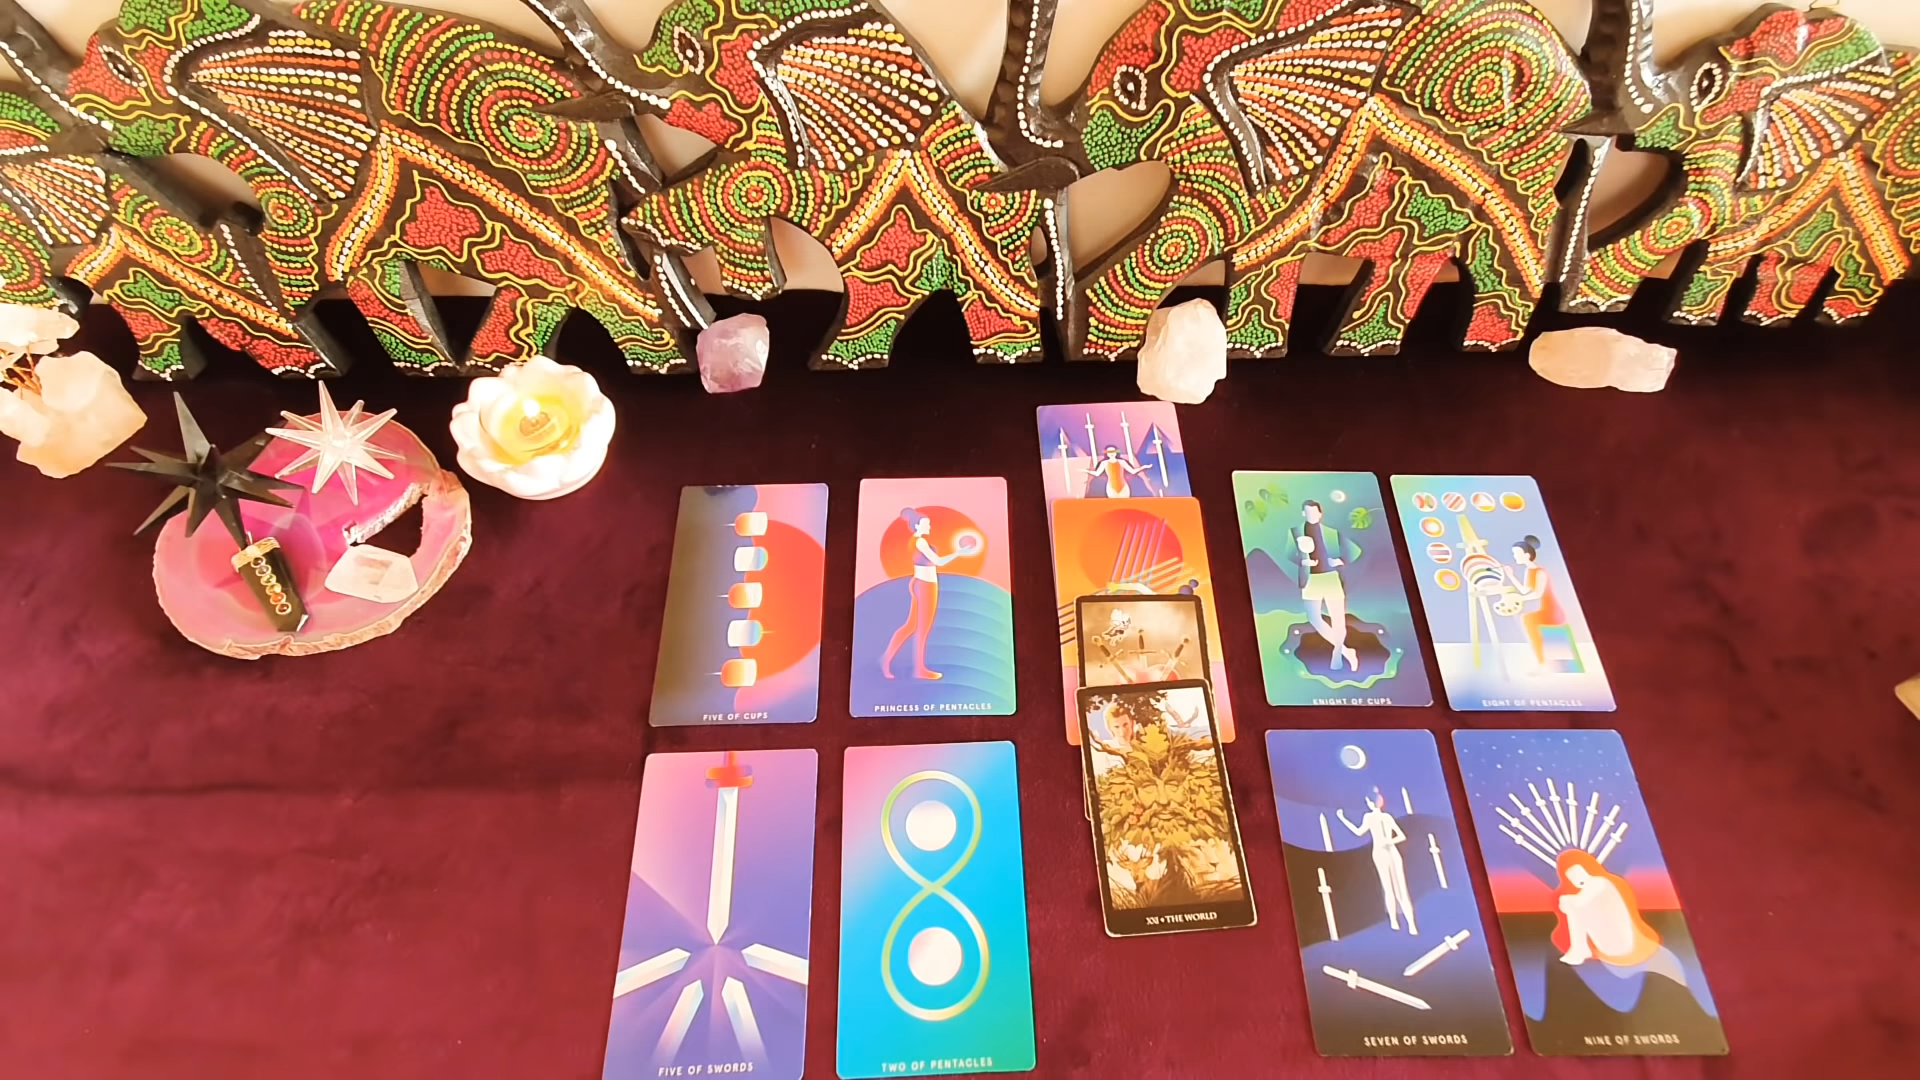 FIVE OF CUPS
PRINCESS OF PENTACLES
KNIGHT OF CUPS
EIGHT OF PENTACLES
XXI • THE WORLD
FIVE OF SWORDS
TWO OF PENTACLES
SEVEN OF SWORDS
NINE OF SWORDS